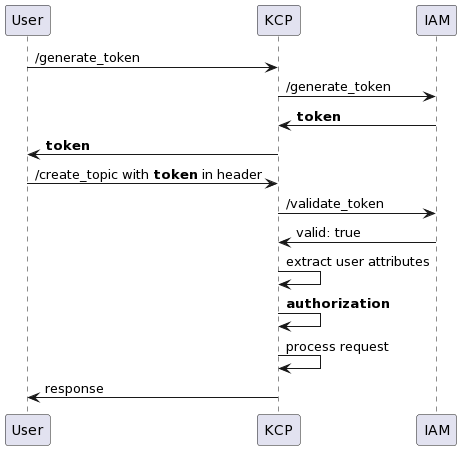 User KCP IAM
/generate_token
/generate_token
token
token
/create_topic with token in header
/validate_token
valid: true
extract user attributes
authorization
process request
response
User KCP IAM